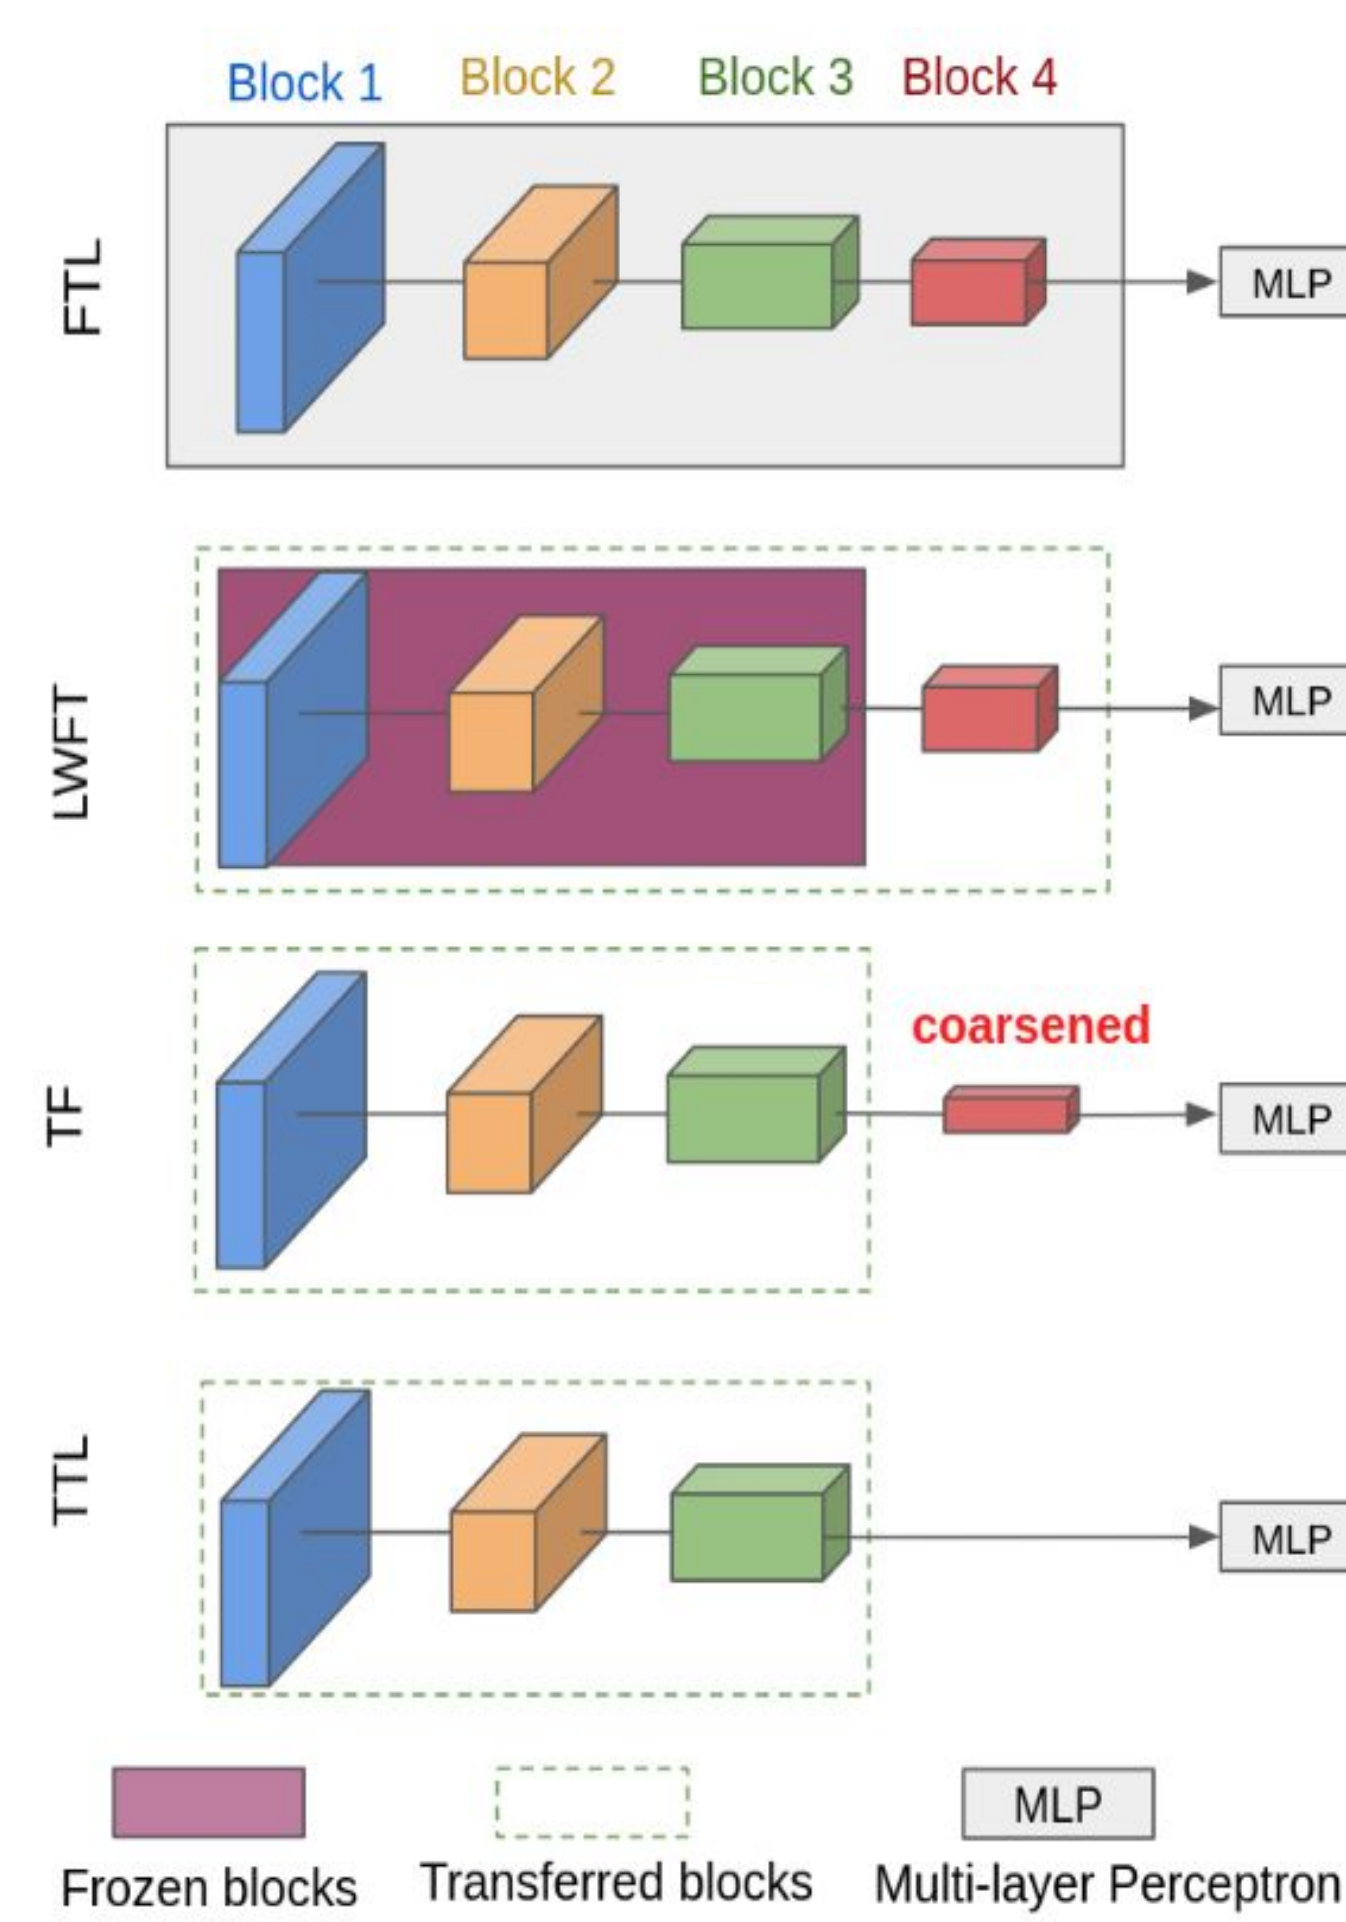 Block 1 Block 2 Block 3 Block 4
FTL
MLP
LWFT
MLP
coarsened
TF
MLP
TTL
MLP
MLP
Frozen blocks Transferred blocks Multi-layer Perceptron